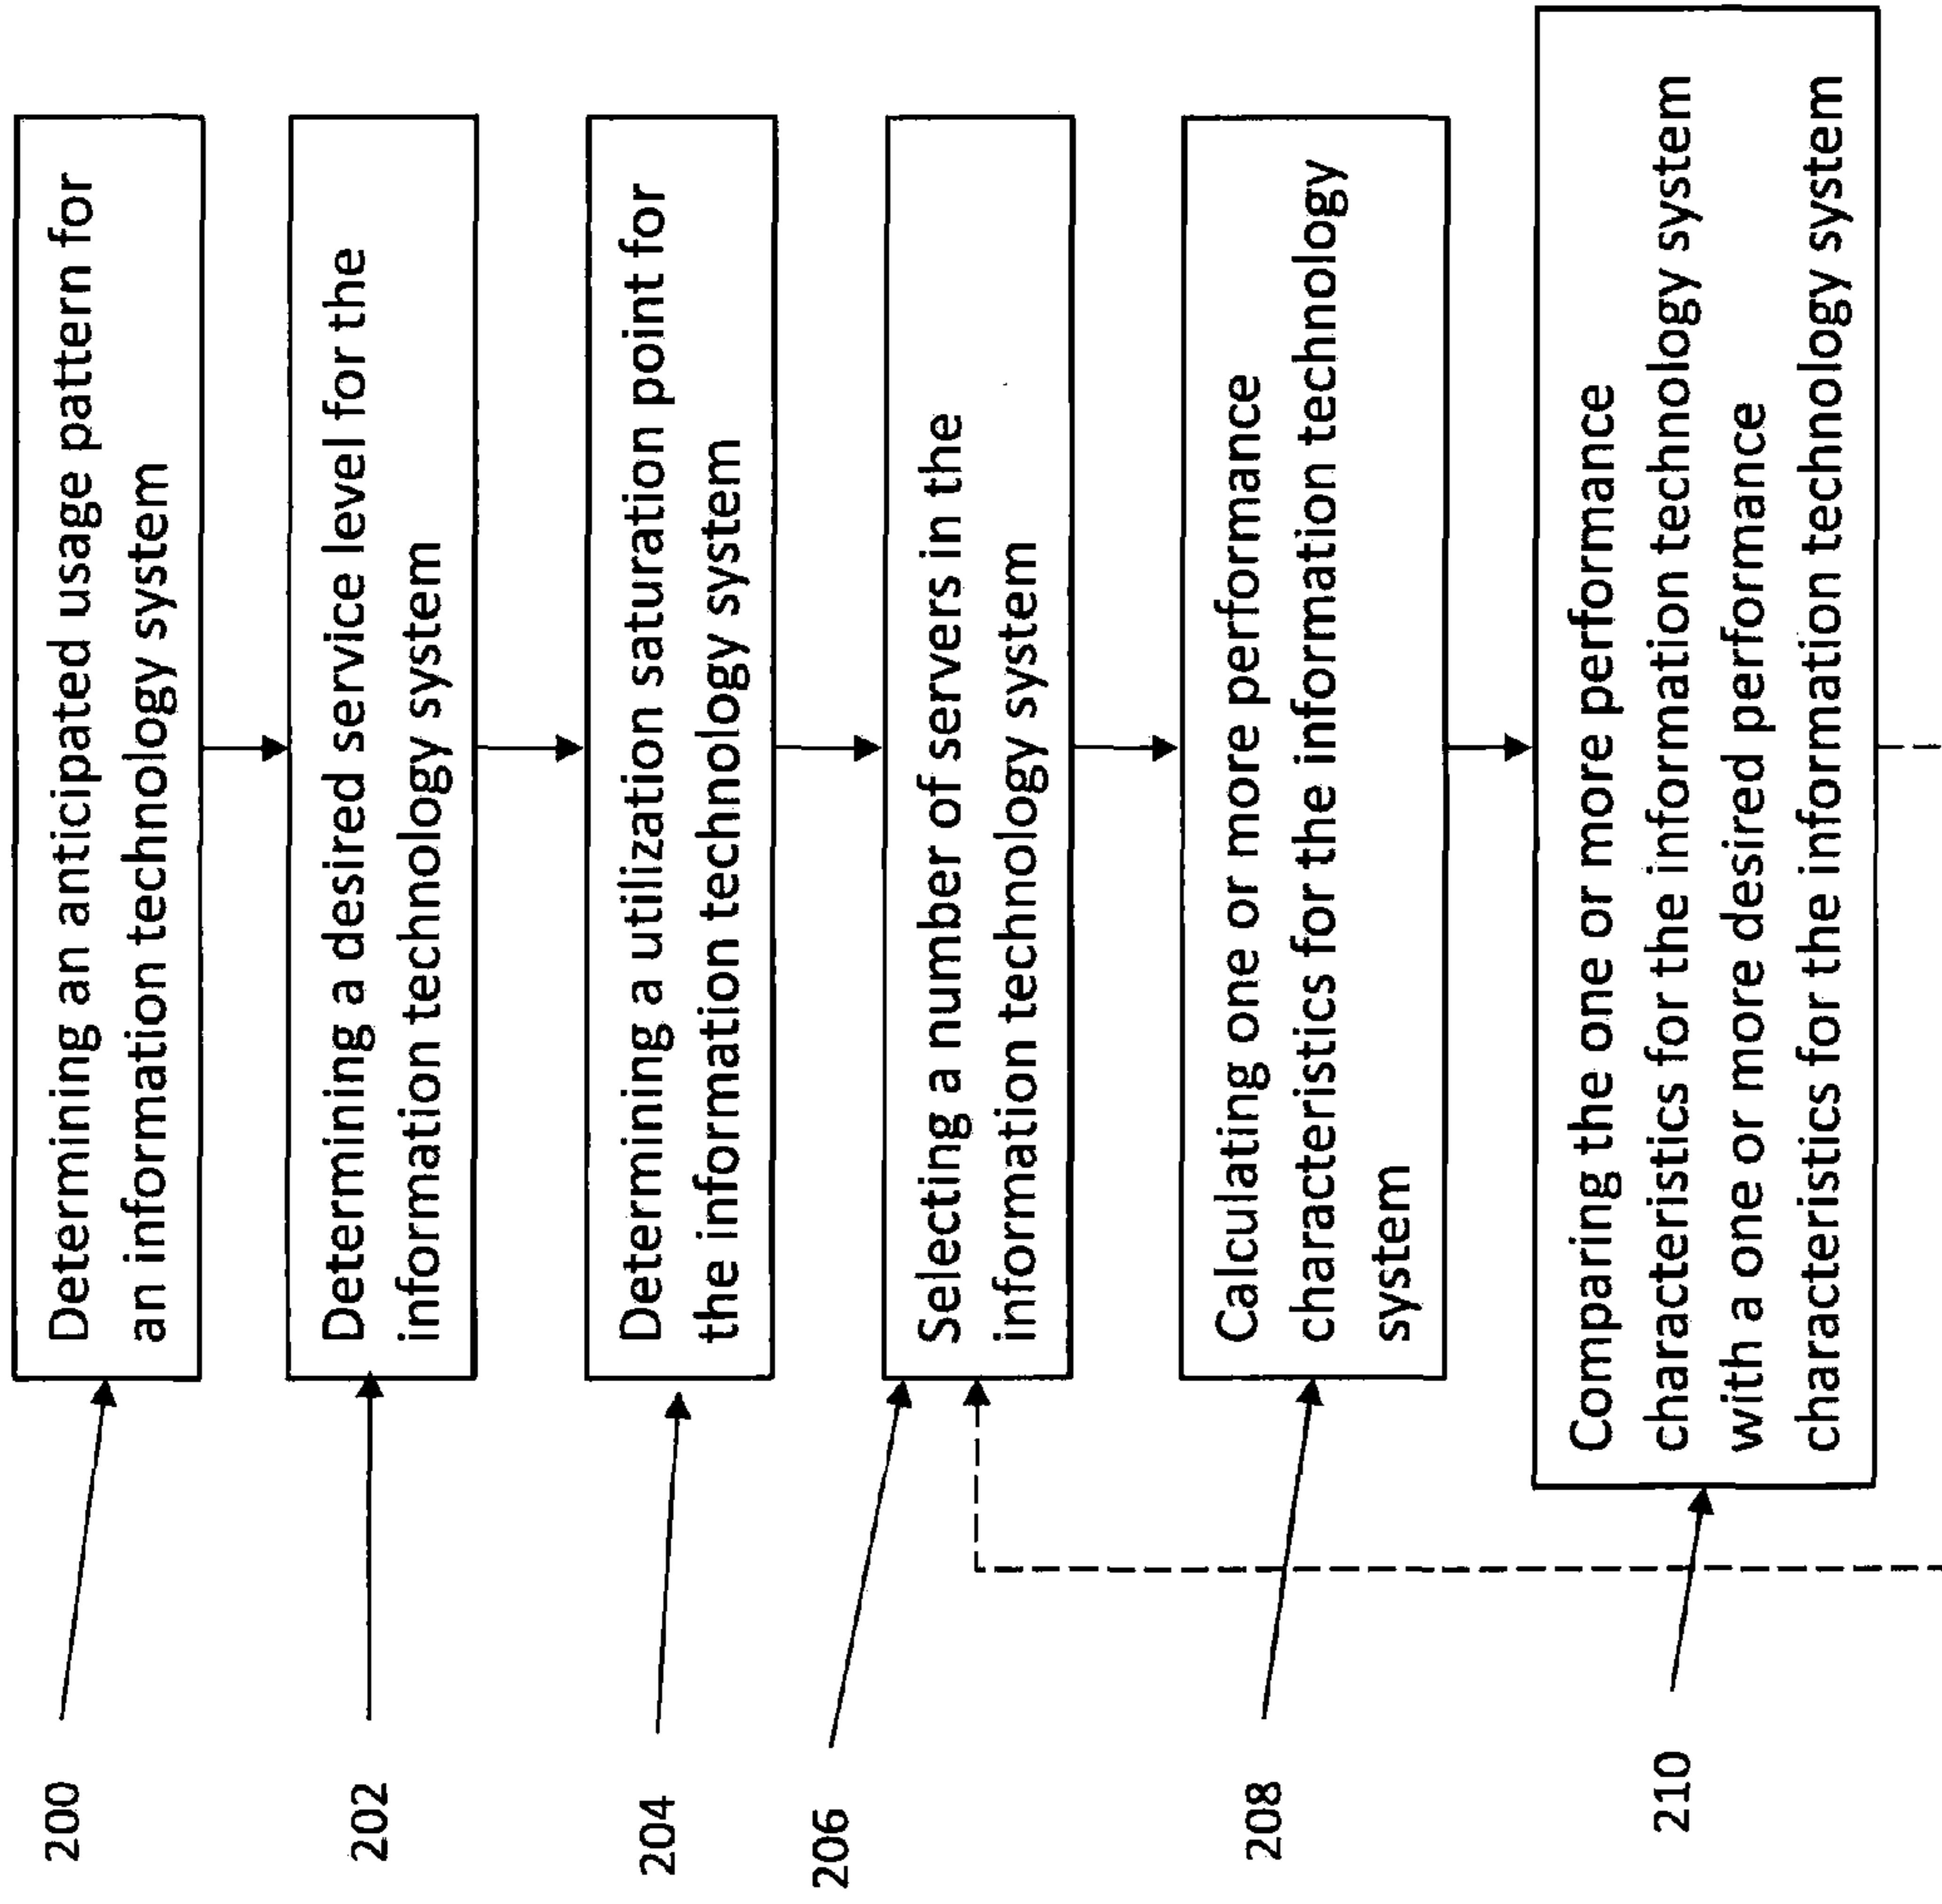 200
Determining an anticipated usage pattern for
an information technology system
202
Determining a desired service level for the
information technology system
204
Determining a utilization saturation point for
the information technology system
206
Selecting a number of servers in the
information technology system
208
Calculating one or more performance
characteristics for the information technology
system
210
Comparing the one or more performance
characteristics for the information technology system
with a one or more desired performance
characteristics for the information technology system